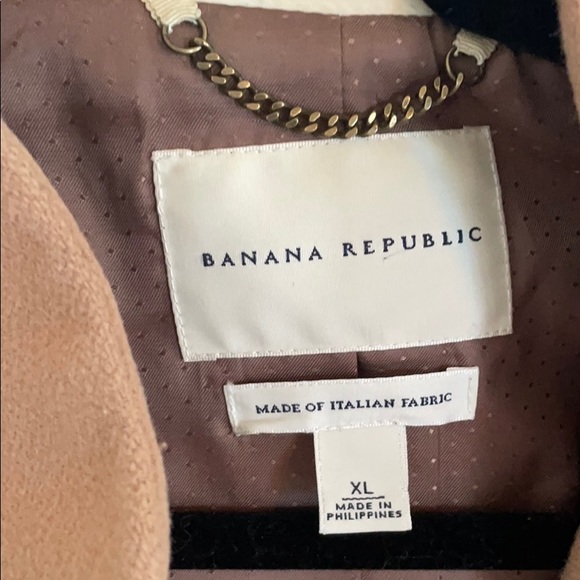 BANANA REPUBLIC
MADE OF ITALIAN FABRIC
XL
MADE IN
PHILIPPINES